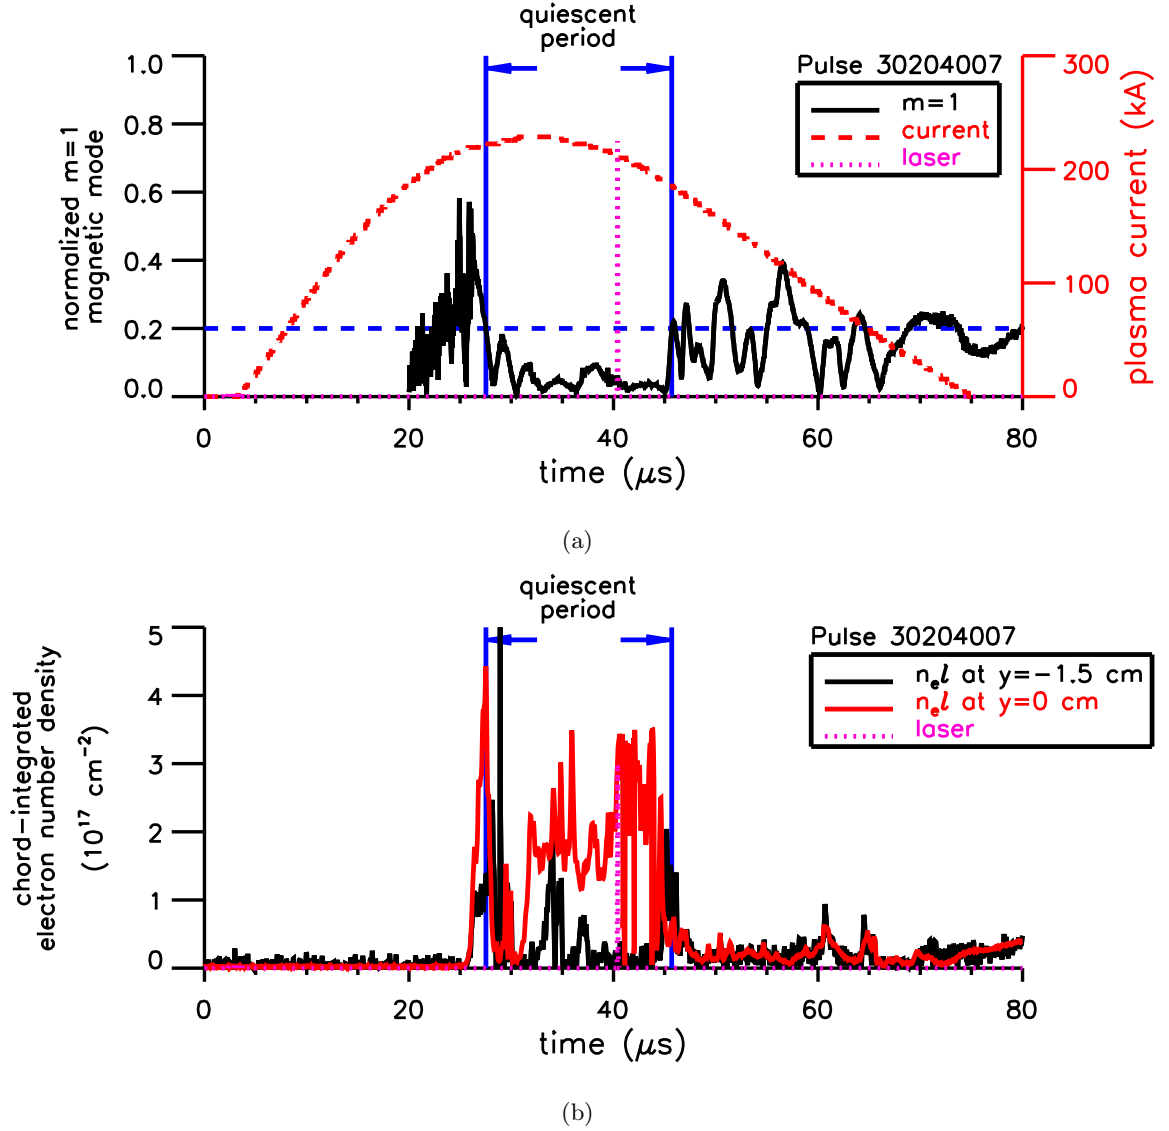 quiescent
period
Pulse 30204007
m=1
current
laser
normalized m=1
magnetic mode
1.0
0.8
0.6
0.4
0.2
0.0
300
200
100
0
plasma current (kA)
0 20 40 60 80
time (μs)
(a)
quiescent
period
Pulse 30204007
nₑl at y=−1.5 cm
nₑl at y=0 cm
laser
chord−integrated
electron number density
(10¹⁷ cm⁻²)
5
4
3
2
1
0
0 20 40 60 80
time (μs)
(b)